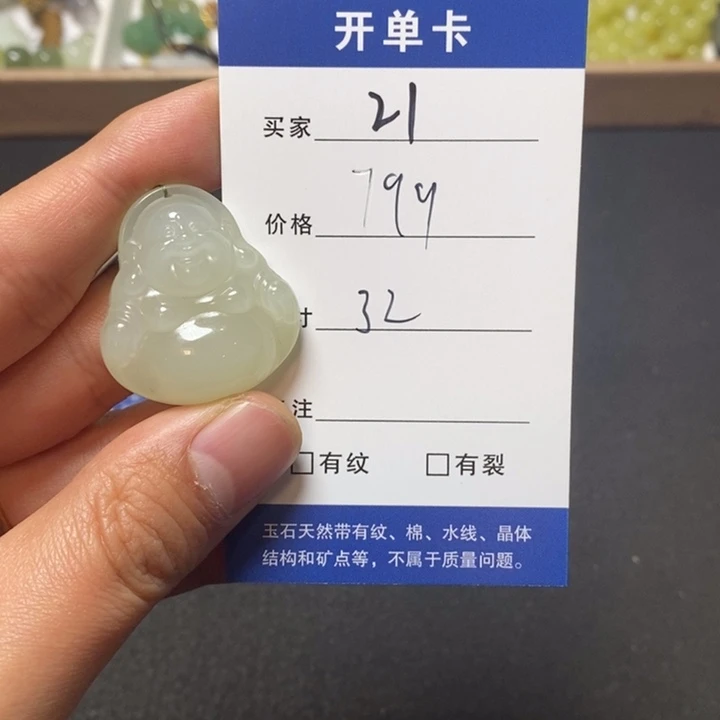 开单卡
买家 21
价格 799
寸 32
注
□有纹 □有裂
玉石天然带有纹、棉、水线、晶体
结构和矿点等，不属于质量问题。